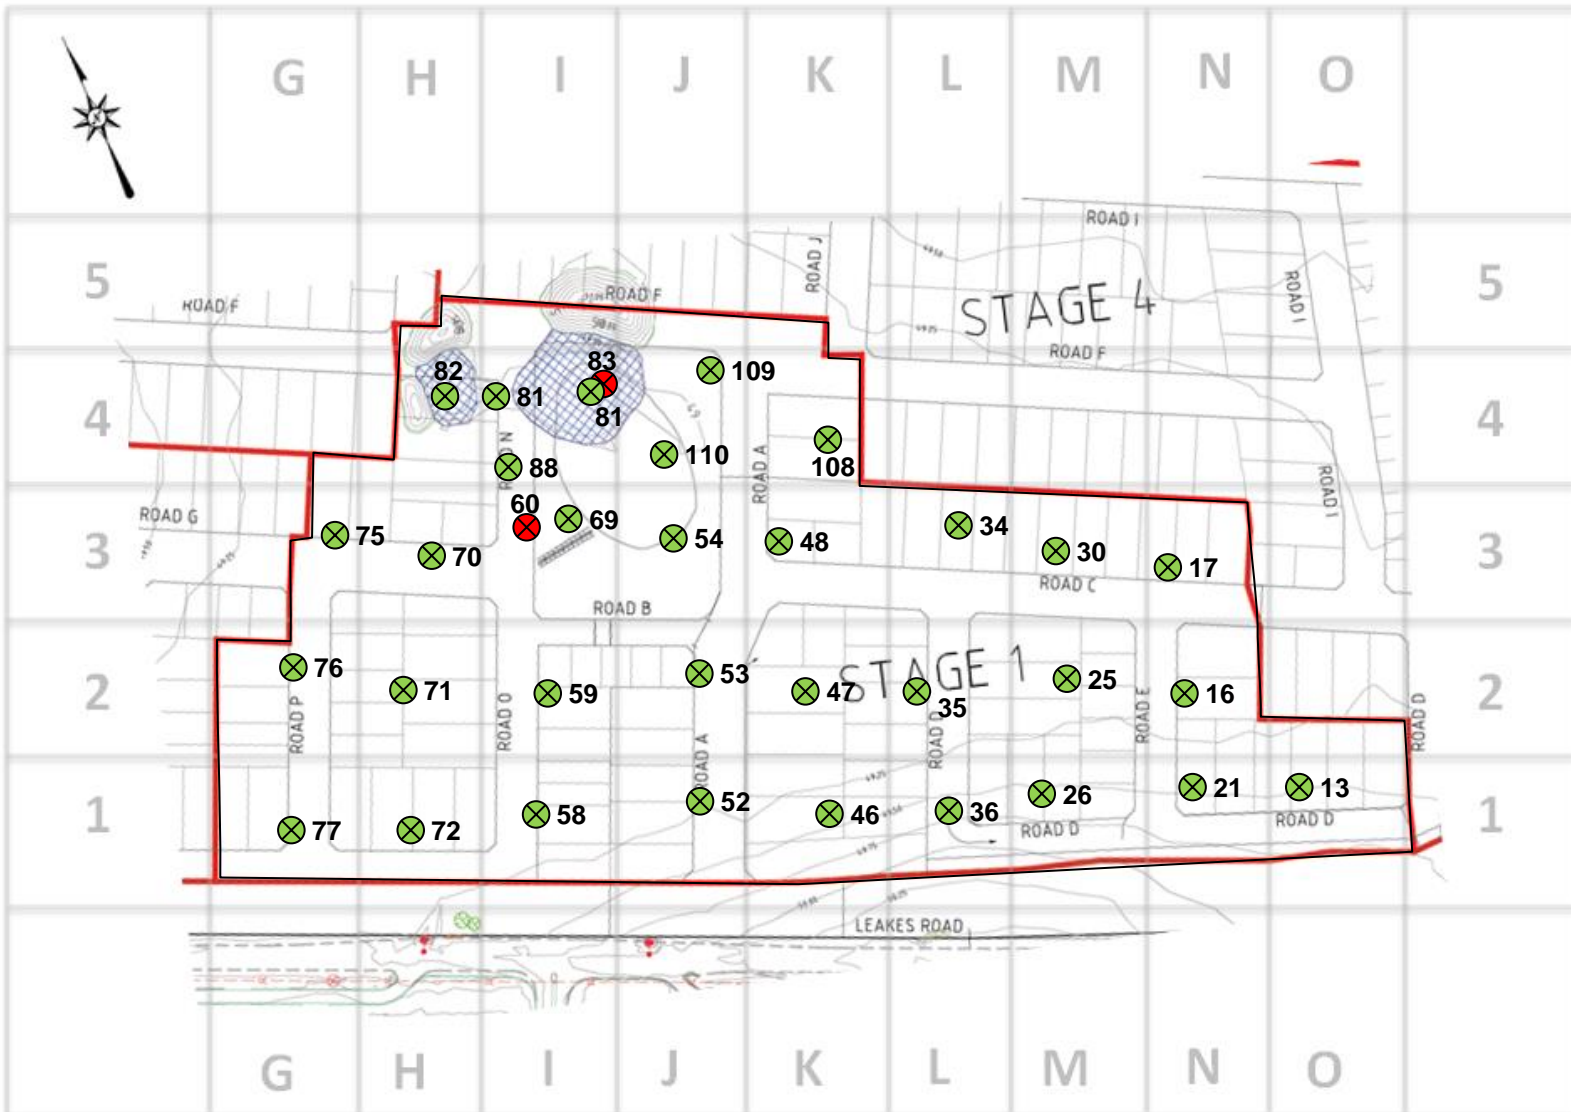 G H I J K L M N O
ROAD I
5 ROAD F ROAD F ROAD J STAGE 4 ROAD I 5
ROAD F
82 83 109
81 81
4 ROAD N 88 110 ROAD A 108 4
ROAD G 60 69 ROAD I
75 70 54 48 34 30 17
3 3
ROAD C
ROAD B
76 71 59 53 47 STAGE 1 35 25 16
2 ROAD P ROAD O ROAD A ROAD D ROAD E ROAD D 2
77 72 58 52 46 36 26 21 13
1 ROAD D ROAD D 1
LEAKES ROAD
G H I J K L M N O